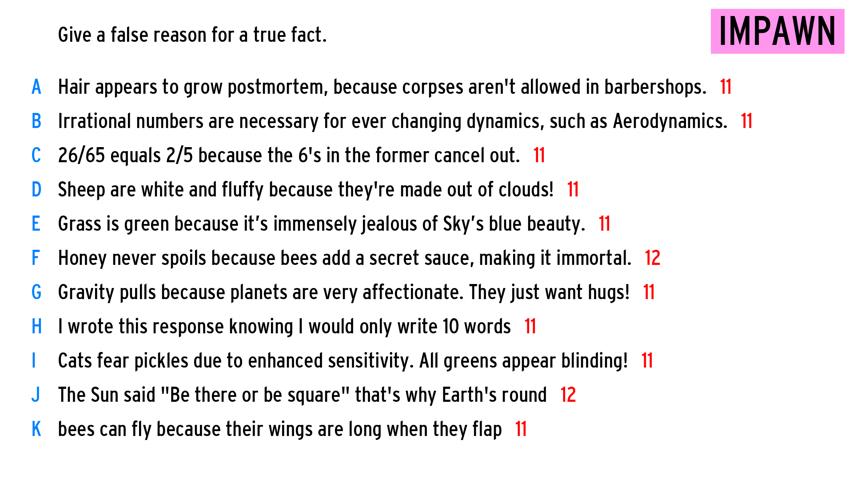 Give a false reason for a true fact.
IMPAWN
A Hair appears to grow postmortem, because corpses aren't allowed in barbershops. 11
B Irrational numbers are necessary for ever changing dynamics, such as Aerodynamics. 11
C 26/65 equals 2/5 because the 6's in the former cancel out. 11
D Sheep are white and fluffy because they're made out of clouds! 11
E Grass is green because it’s immensely jealous of Sky’s blue beauty. 11
F Honey never spoils because bees add a secret sauce, making it immortal. 12
G Gravity pulls because planets are very affectionate. They just want hugs! 11
H I wrote this response knowing I would only write 10 words 11
I Cats fear pickles due to enhanced sensitivity. All greens appear blinding! 11
J The Sun said "Be there or be square" that's why Earth's round 12
K bees can fly because their wings are long when they flap 11